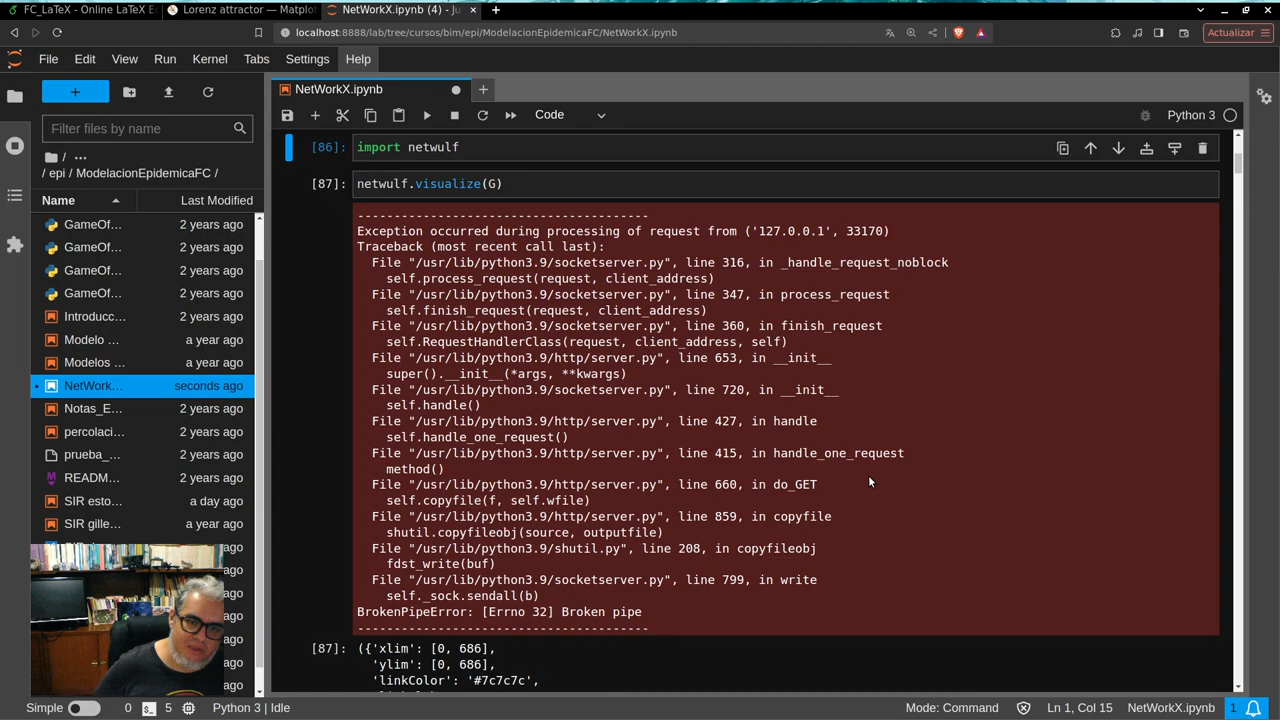 FC_LaTeX - Online LaTeX E
Lorenz attractor — Matplot
NetWorkX.ipynb (4) - Ju
localhost:8888/lab/tree/cursos/bim/epi/ModelacionEpidemicaFC/NetWorkX.ipynb
Actualizar
File Edit View Run Kernel Tabs Settings Help
NetWorkX.ipynb
Filter files by name
Code
Python 3
/ ...
/ epi / ModelacionEpidemicaFC /
Name Last Modified
GameOf... 2 years ago
GameOf... 2 years ago
GameOf... 2 years ago
GameOf... 2 years ago
Introducc... 2 years ago
Modelo ... a year ago
Modelos ... a year ago
NetWork... seconds ago
Notas_E... 2 years ago
percolaci... 2 years ago
prueba_... 2 years ago
READM... 2 years ago
SIR esto... a day ago
SIR gille... a year ago
ago
ago
ago
ago
ago
ago
ago
[86]: import netwulf
[87]: netwulf.visualize(G)
----------------------------------------
Exception occurred during processing of request from ('127.0.0.1', 33170)
Traceback (most recent call last):
File "/usr/lib/python3.9/socketserver.py", line 316, in _handle_request_noblock
self.process_request(request, client_address)
File "/usr/lib/python3.9/socketserver.py", line 347, in process_request
self.finish_request(request, client_address)
File "/usr/lib/python3.9/socketserver.py", line 360, in finish_request
self.RequestHandlerClass(request, client_address, self)
File "/usr/lib/python3.9/http/server.py", line 653, in __init__
super().__init__(*args, **kwargs)
File "/usr/lib/python3.9/socketserver.py", line 720, in __init__
self.handle()
File "/usr/lib/python3.9/http/server.py", line 427, in handle
self.handle_one_request()
File "/usr/lib/python3.9/http/server.py", line 415, in handle_one_request
method()
File "/usr/lib/python3.9/http/server.py", line 660, in do_GET
self.copyfile(f, self.wfile)
File "/usr/lib/python3.9/http/server.py", line 859, in copyfile
shutil.copyfileobj(source, outputfile)
File "/usr/lib/python3.9/shutil.py", line 208, in copyfileobj
fdst_write(buf)
File "/usr/lib/python3.9/socketserver.py", line 799, in write
self._sock.sendall(b)
BrokenPipeError: [Errno 32] Broken pipe
----------------------------------------
[87]: ({'xlim': [0, 686],
'ylim': [0, 686],
'linkColor': '#7c7c7c',
Simple 0 5 Python 3 | Idle
Mode: Command Ln 1, Col 15 NetWorkX.ipynb 1